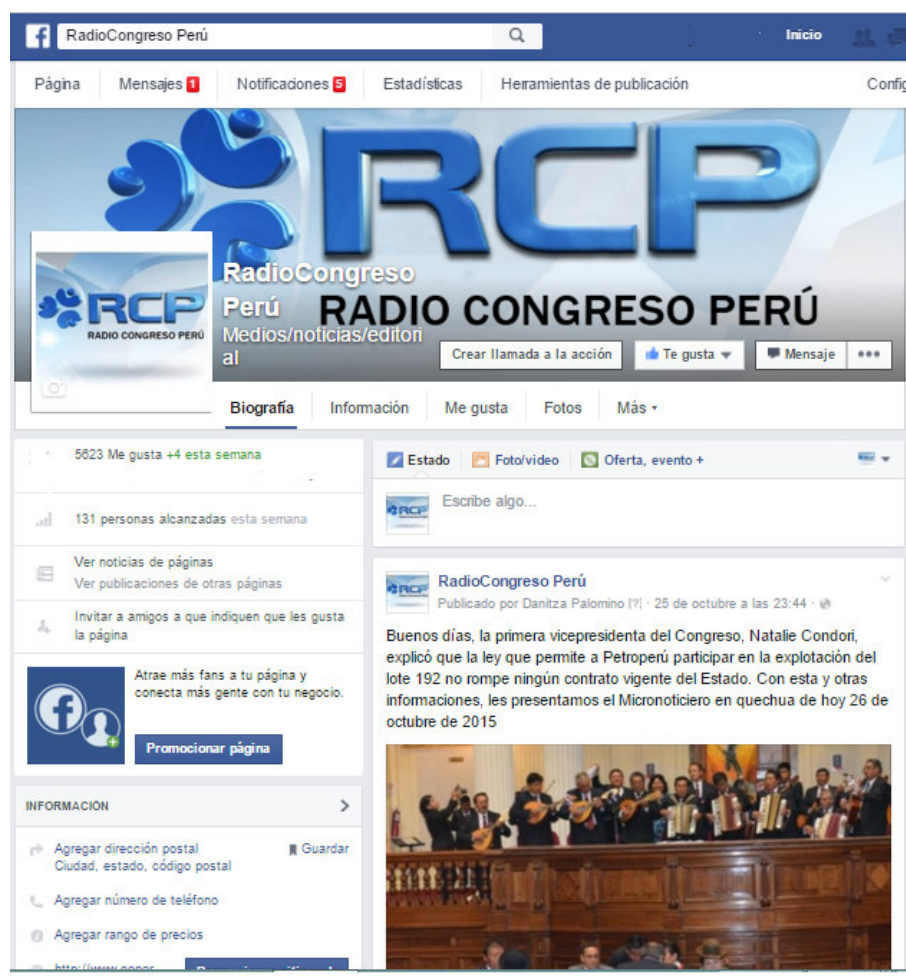 RadioCongreso Perú
Inicio
Página Mensajes 1 Notificaciones 5 Estadísticas Herramientas de publicación Config
RCP
RADIO CONGRESO PERÚ
RCP
RADIO CONGRESO PERÚ
RadioCongreso
Perú
Medios/noticias/editori
al
Crear llamada a la acción Te gusta Mensaje
Biografía Información Me gusta Fotos Más
5623 Me gusta +4 esta semana
131 personas alcanzadas esta semana
Ver noticias de páginas
Ver publicaciones de otras páginas
Invitar a amigos a que indiquen que les gusta
la página
Atrae más fans a tu página y
conecta más gente con tu negocio.
Promocionar página
INFORMACIÓN
Agregar dirección postal Guardar
Ciudad, estado, código postal
Agregar número de teléfono
Agregar rango de precios
Estado Foto/video Oferta, evento +
RCP
Escribe algo...
RCP
RadioCongreso Perú
Publicado por Danitza Palomino [?] · 25 de octubre a las 23:44 ·
Buenos días, la primera vicepresidenta del Congreso, Natalie Condori,
explicó que la ley que permite a Petroperú participar en la explotación del
lote 192 no rompe ningún contrato vigente del Estado. Con esta y otras
informaciones, les presentamos el Micronoticiero en quechua de hoy 26 de
octubre de 2015